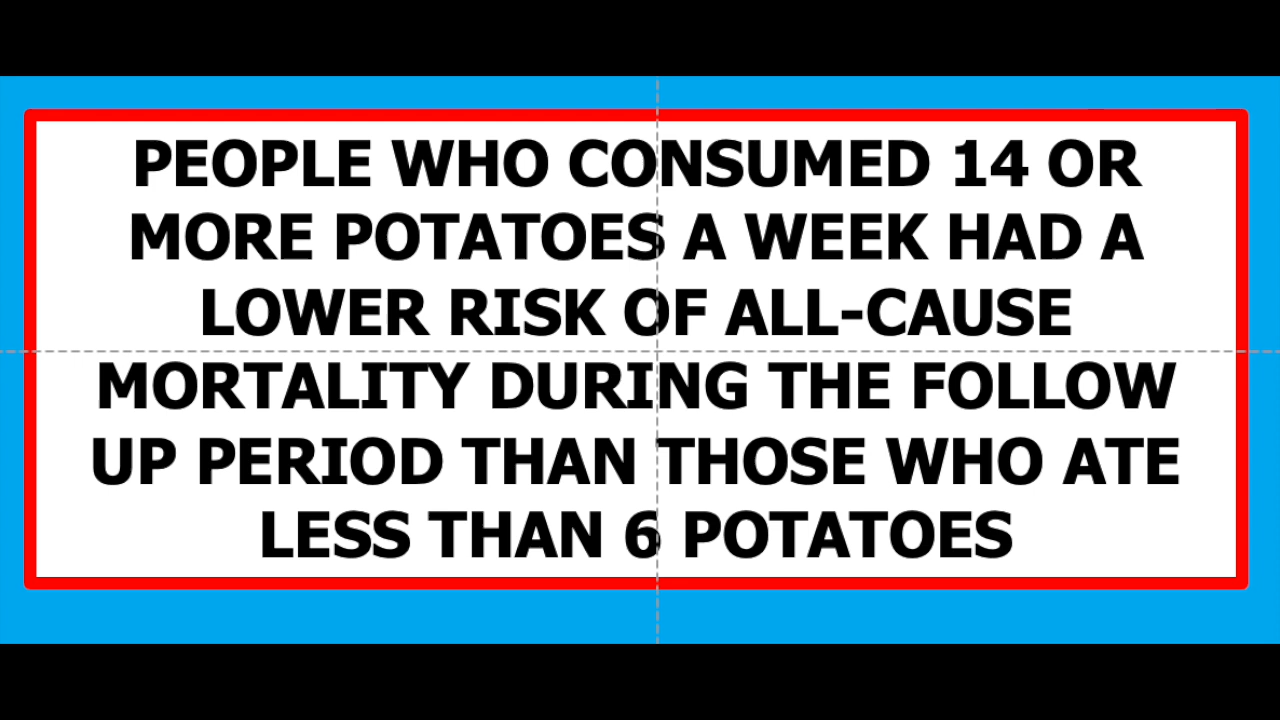 PEOPLE WHO CONSUMED 14 OR
MORE POTATOES A WEEK HAD A
LOWER RISK OF ALL-CAUSE
MORTALITY DURING THE FOLLOW
UP PERIOD THAN THOSE WHO ATE
LESS THAN 6 POTATOES